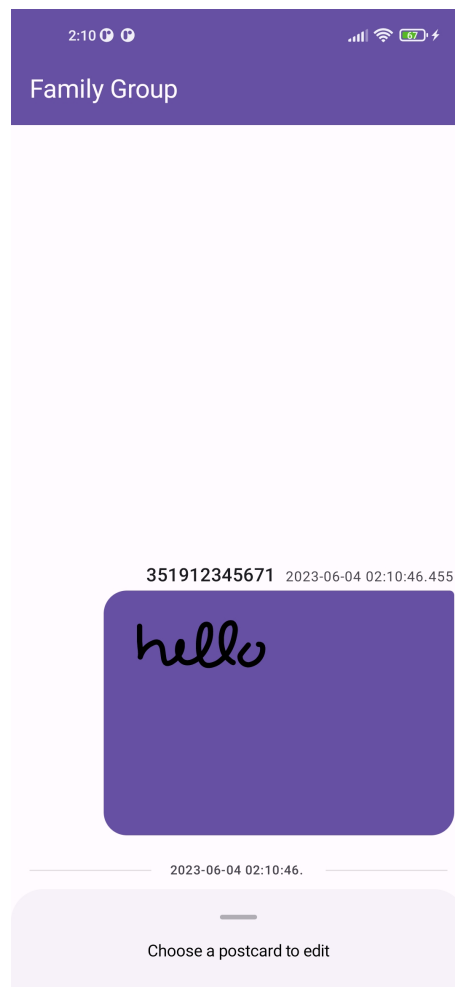 2:10 67
Family Group
351912345671 2023-06-04 02:10:46.455
hello
2023-06-04 02:10:46.
Choose a postcard to edit